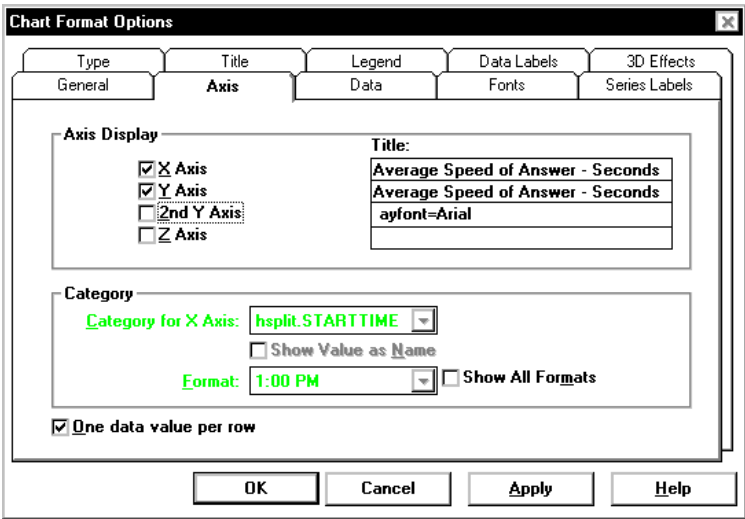 Chart Format Options
Type Title Legend Data Labels 3D Effects
General Axis Data Fonts Series Labels
Axis Display
Title:
X Axis Average Speed of Answer - Seconds
Y Axis Average Speed of Answer - Seconds
2nd Y Axis ayfont=Arial
Z Axis
Category
Category for X Axis: hsplit.STARTTIME
Show Value as Name
Format: 1:00 PM Show All Formats
One data value per row
OK Cancel Apply Help